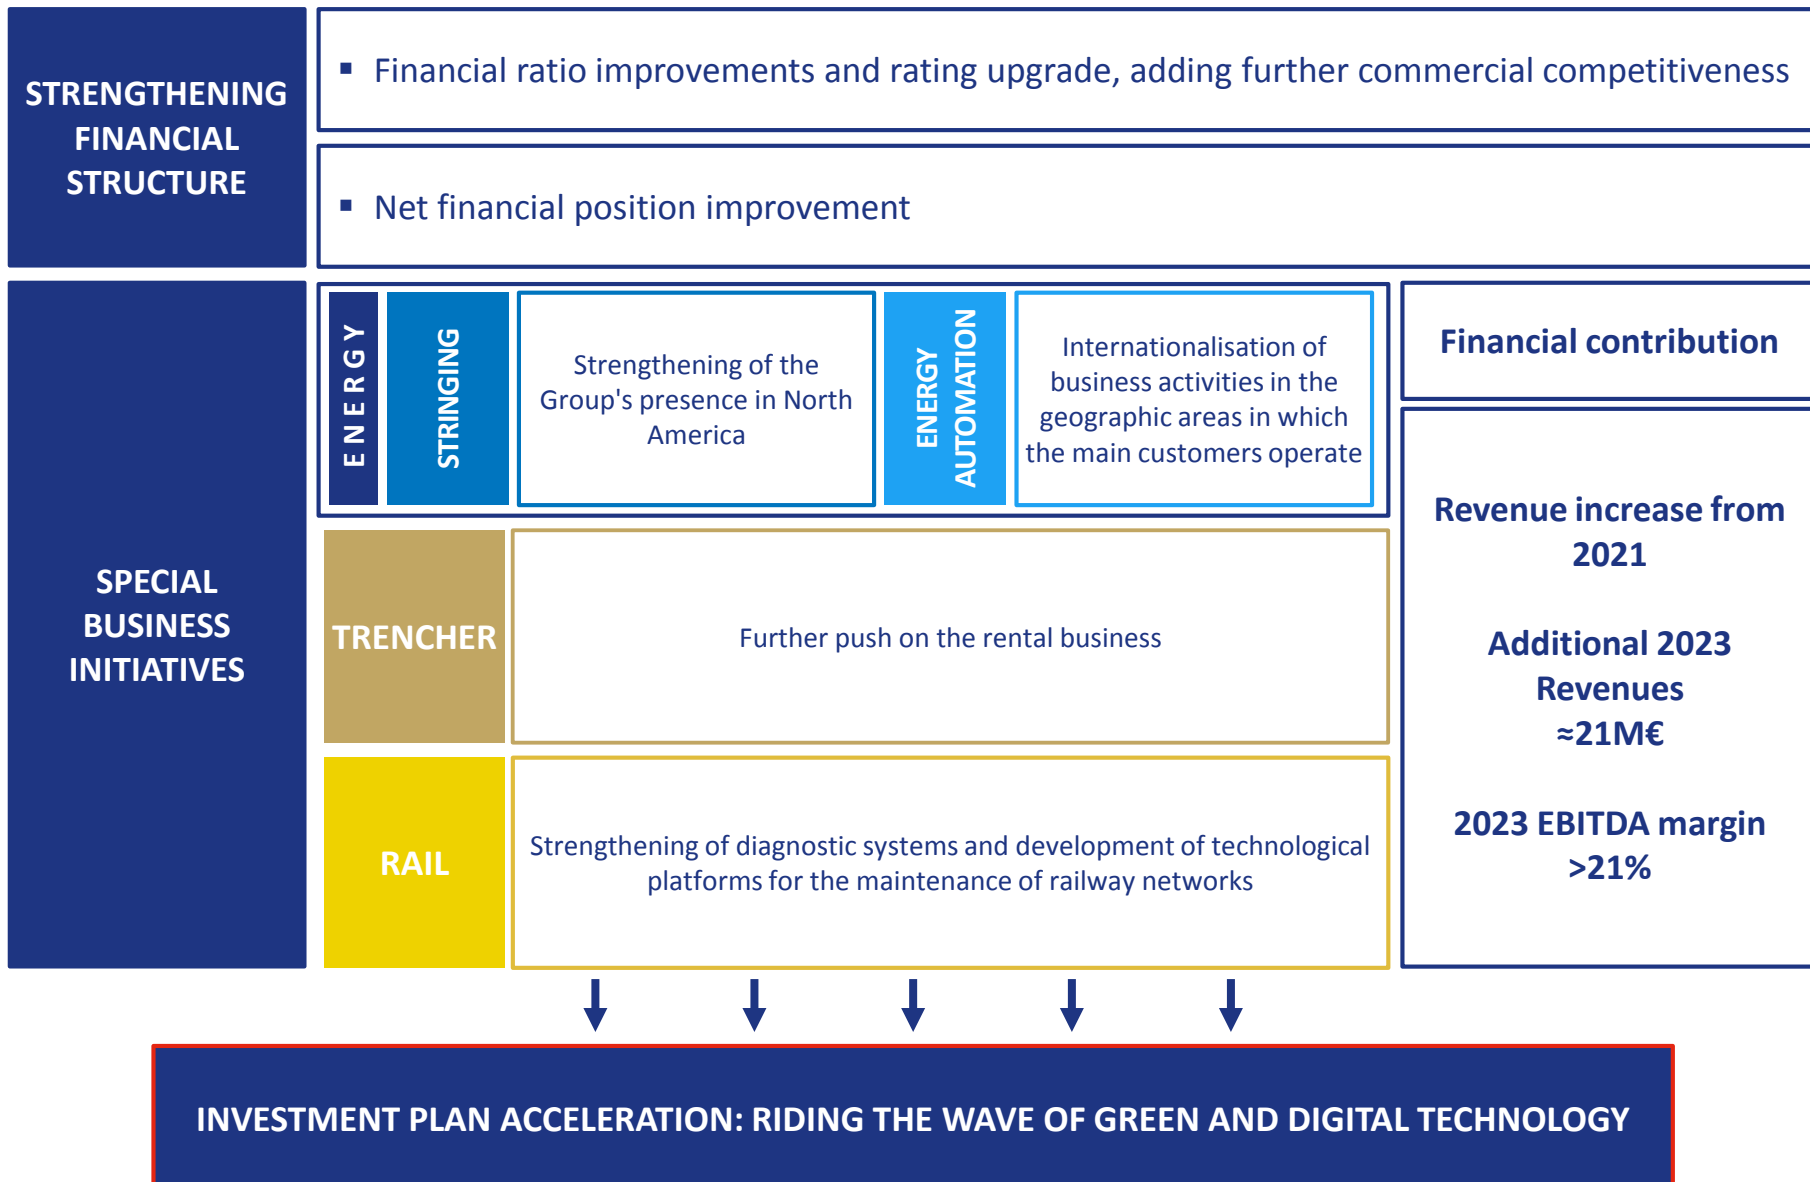 STRENGTHENING
FINANCIAL
STRUCTURE
▪ Financial ratio improvements and rating upgrade, adding further commercial competitiveness
▪ Net financial position improvement
SPECIAL
BUSINESS
INITIATIVES
ENERGY
STRINGING
Strengthening of the
Group's presence in North
America
ENERGY
AUTOMATION
Internationalisation of
business activities in the
geographic areas in which
the main customers operate
TRENCHER
Further push on the rental business
RAIL
Strengthening of diagnostic systems and development of technological
platforms for the maintenance of railway networks
Financial contribution
Revenue increase from
2021
Additional 2023
Revenues
≈21M€
2023 EBITDA margin
>21%
INVESTMENT PLAN ACCELERATION: RIDING THE WAVE OF GREEN AND DIGITAL TECHNOLOGY